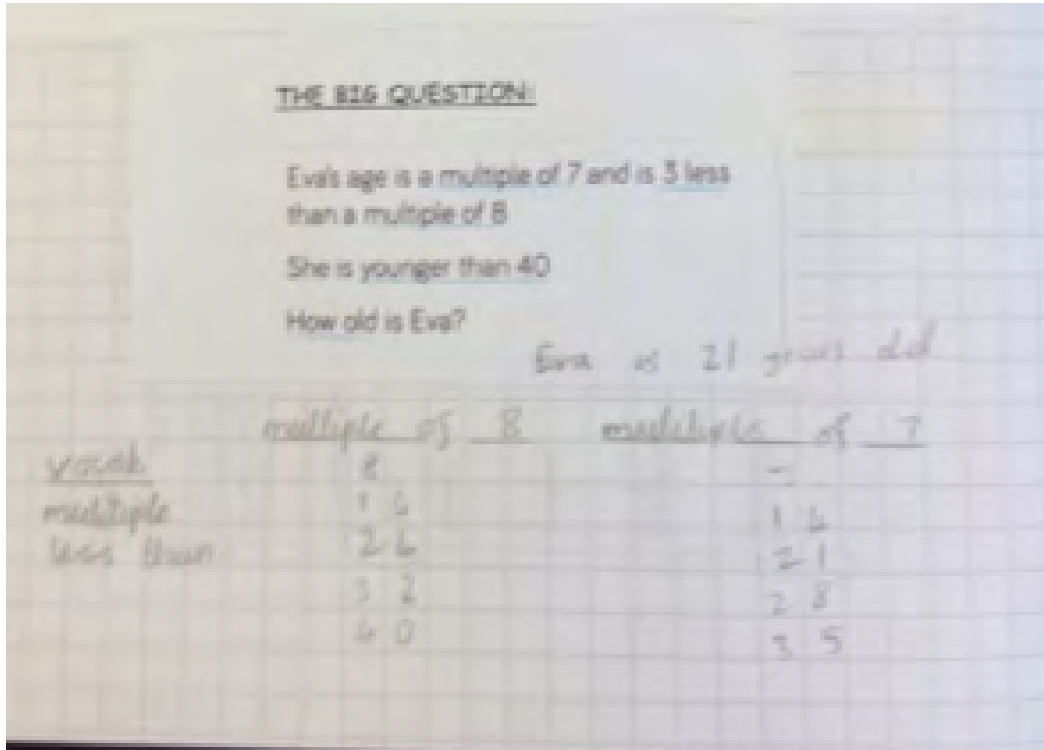 THE BIG QUESTION:
Eva's age is a multiple of 7 and is 3 less
than a multiple of 8
She is younger than 40
How old is Eva?
Eva is 21 years old
multiple of 8 multiple of 7
vocab 8
multiple 16
less than 21
32 28
40 35